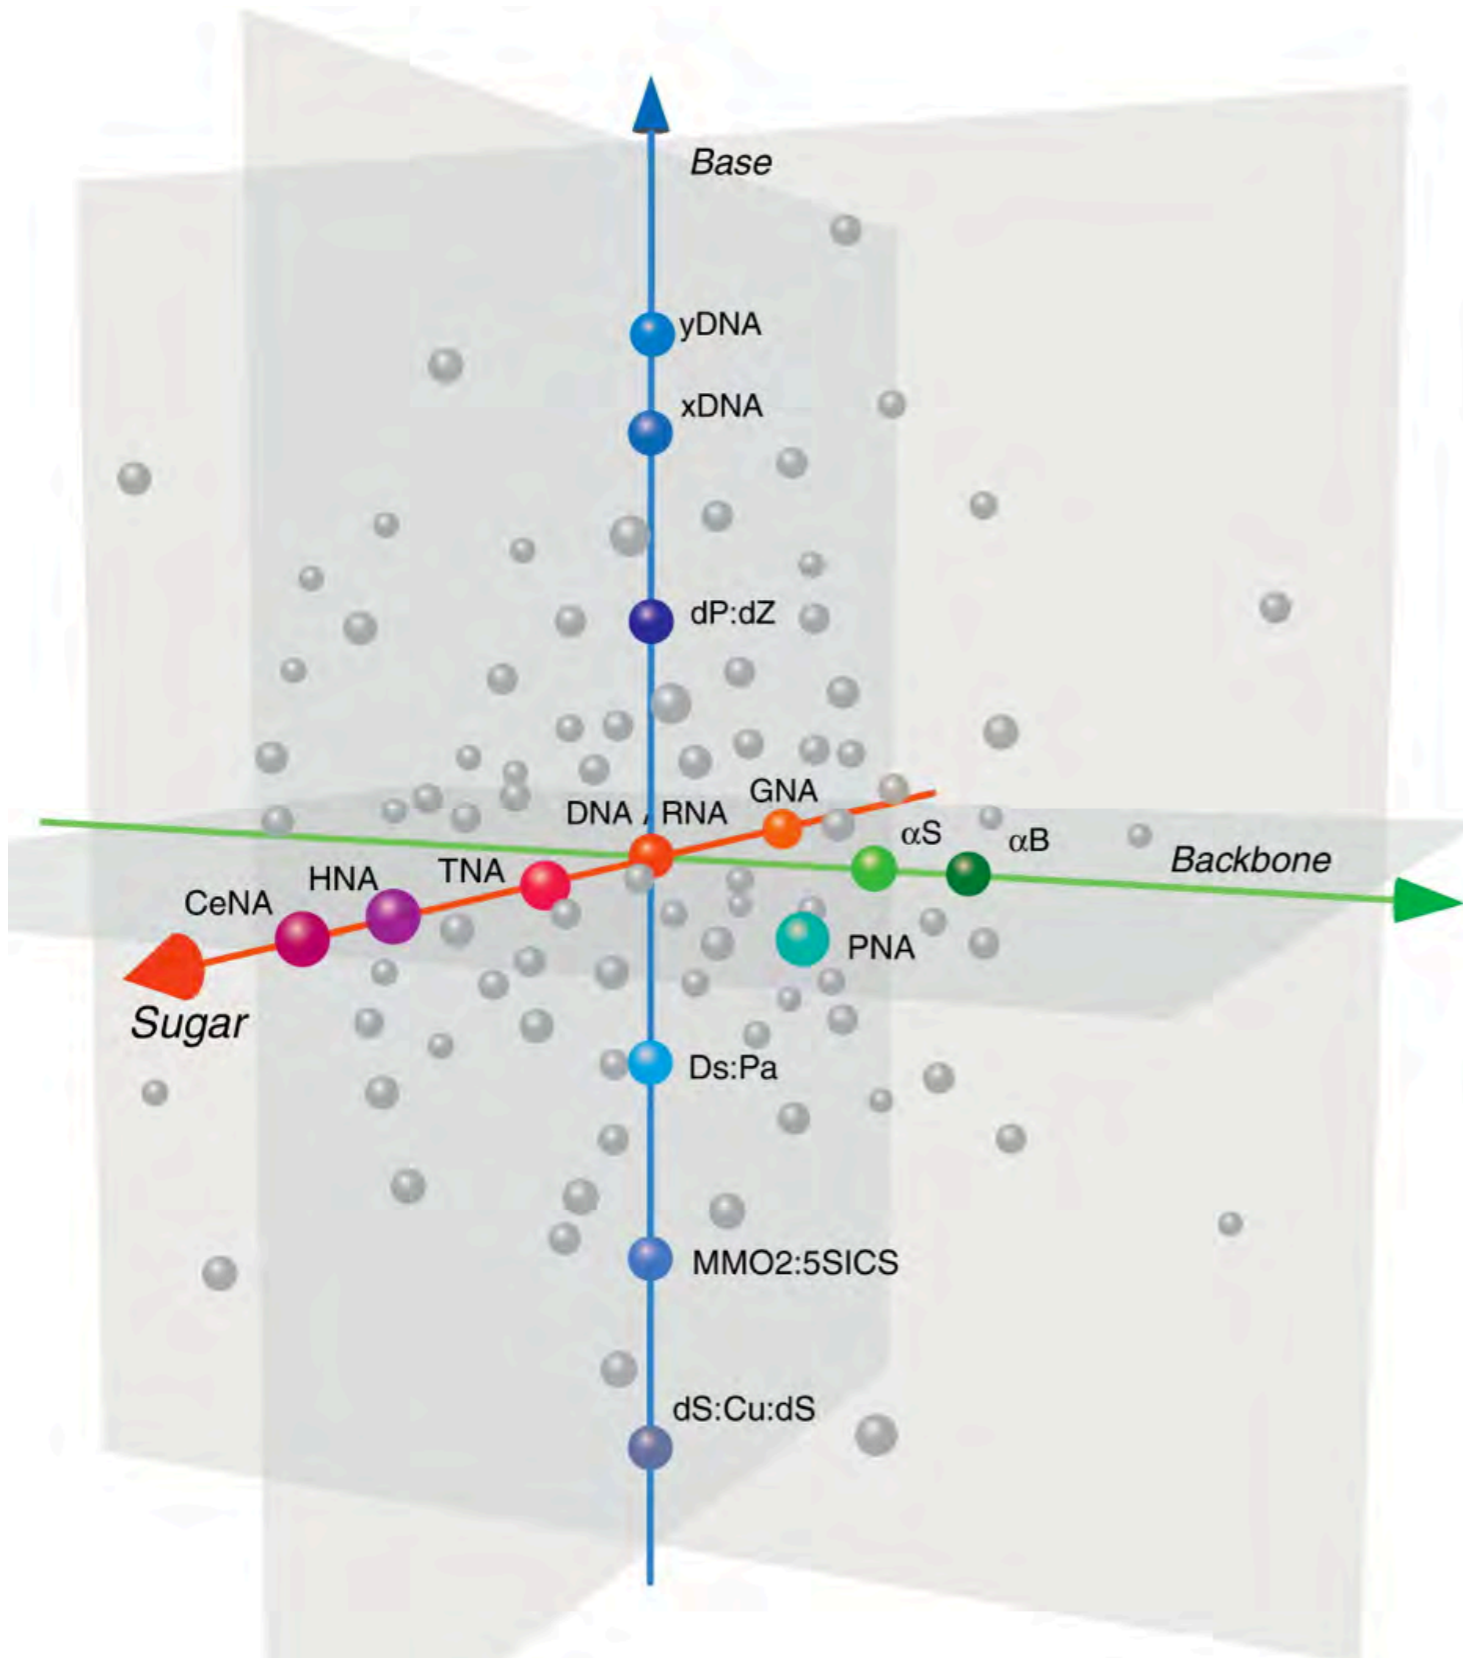 Base
yDNA
xDNA
dP:dZ
GNA
DNA / RNA
αS
αB
Backbone
TNA
HNA
CeNA
PNA
Sugar
Ds:Pa
MMO2:5SICS
dS:Cu:dS